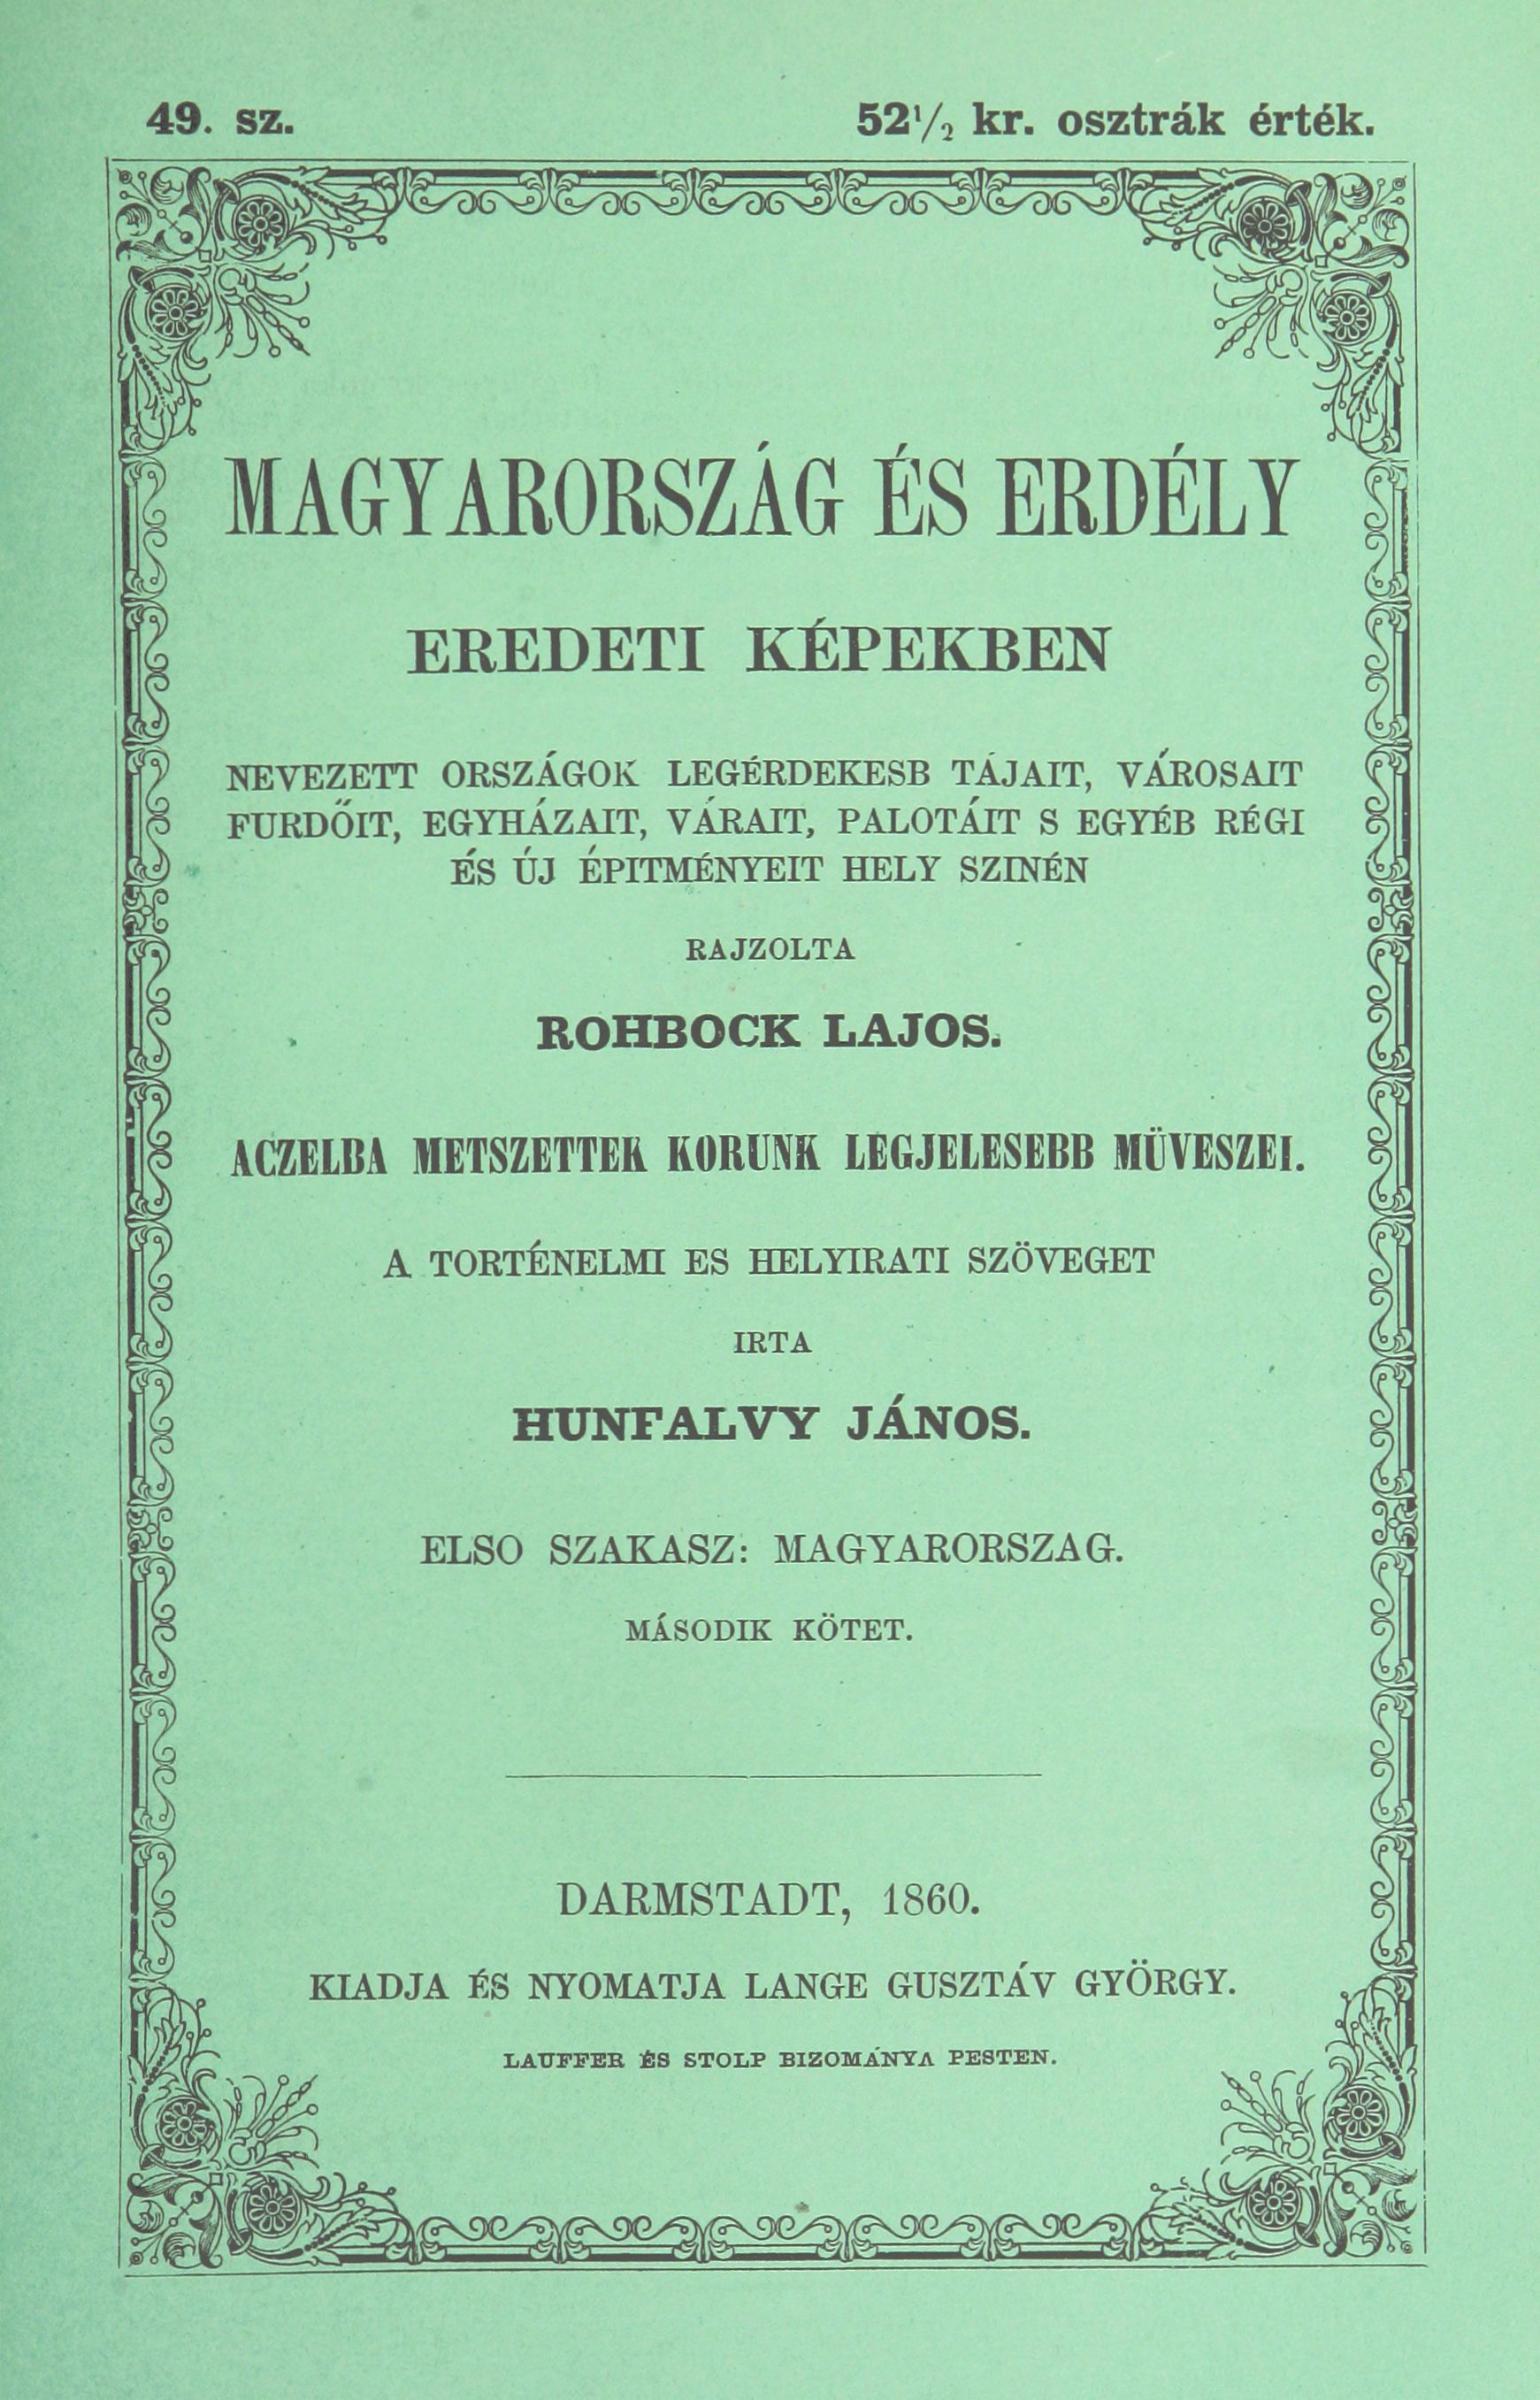 49. sz. 52½ kr. osztrák érték.
MAGYARORSZÁG ÉS ERDÉLY
EREDETI KÉPEKBEN
NEVEZETT ORSZÁGOK LEGÉRDEKESB TÁJAIT, VÁROSAIT
FURDŐIT, EGYHÁZAIT, VÁRAIT, PALOTÁIT S EGYÉB RÉGI
ÉS ÚJ ÉPITMÉNYEIT HELY SZINÉN
RAJZOLTA
ROHBOCK LAJOS.
ACZELBA METSZETTEK KORUNK LEGJELESEBB MÜVESZEI.
A TORTÉNELMI ES HELYIRATI SZÖVEGET
IRTA
HUNFALVY JÁNOS.
ELSO SZAKASZ: MAGYARORSZAG.
MÁSODIK KÖTET.
DARMSTADT, 1860.
KIADJA ÉS NYOMATJA LANGE GUSZTÁV GYÖRGY.
LAUFFER ÉS STOLP BIZOMÁNYA PESTEN.